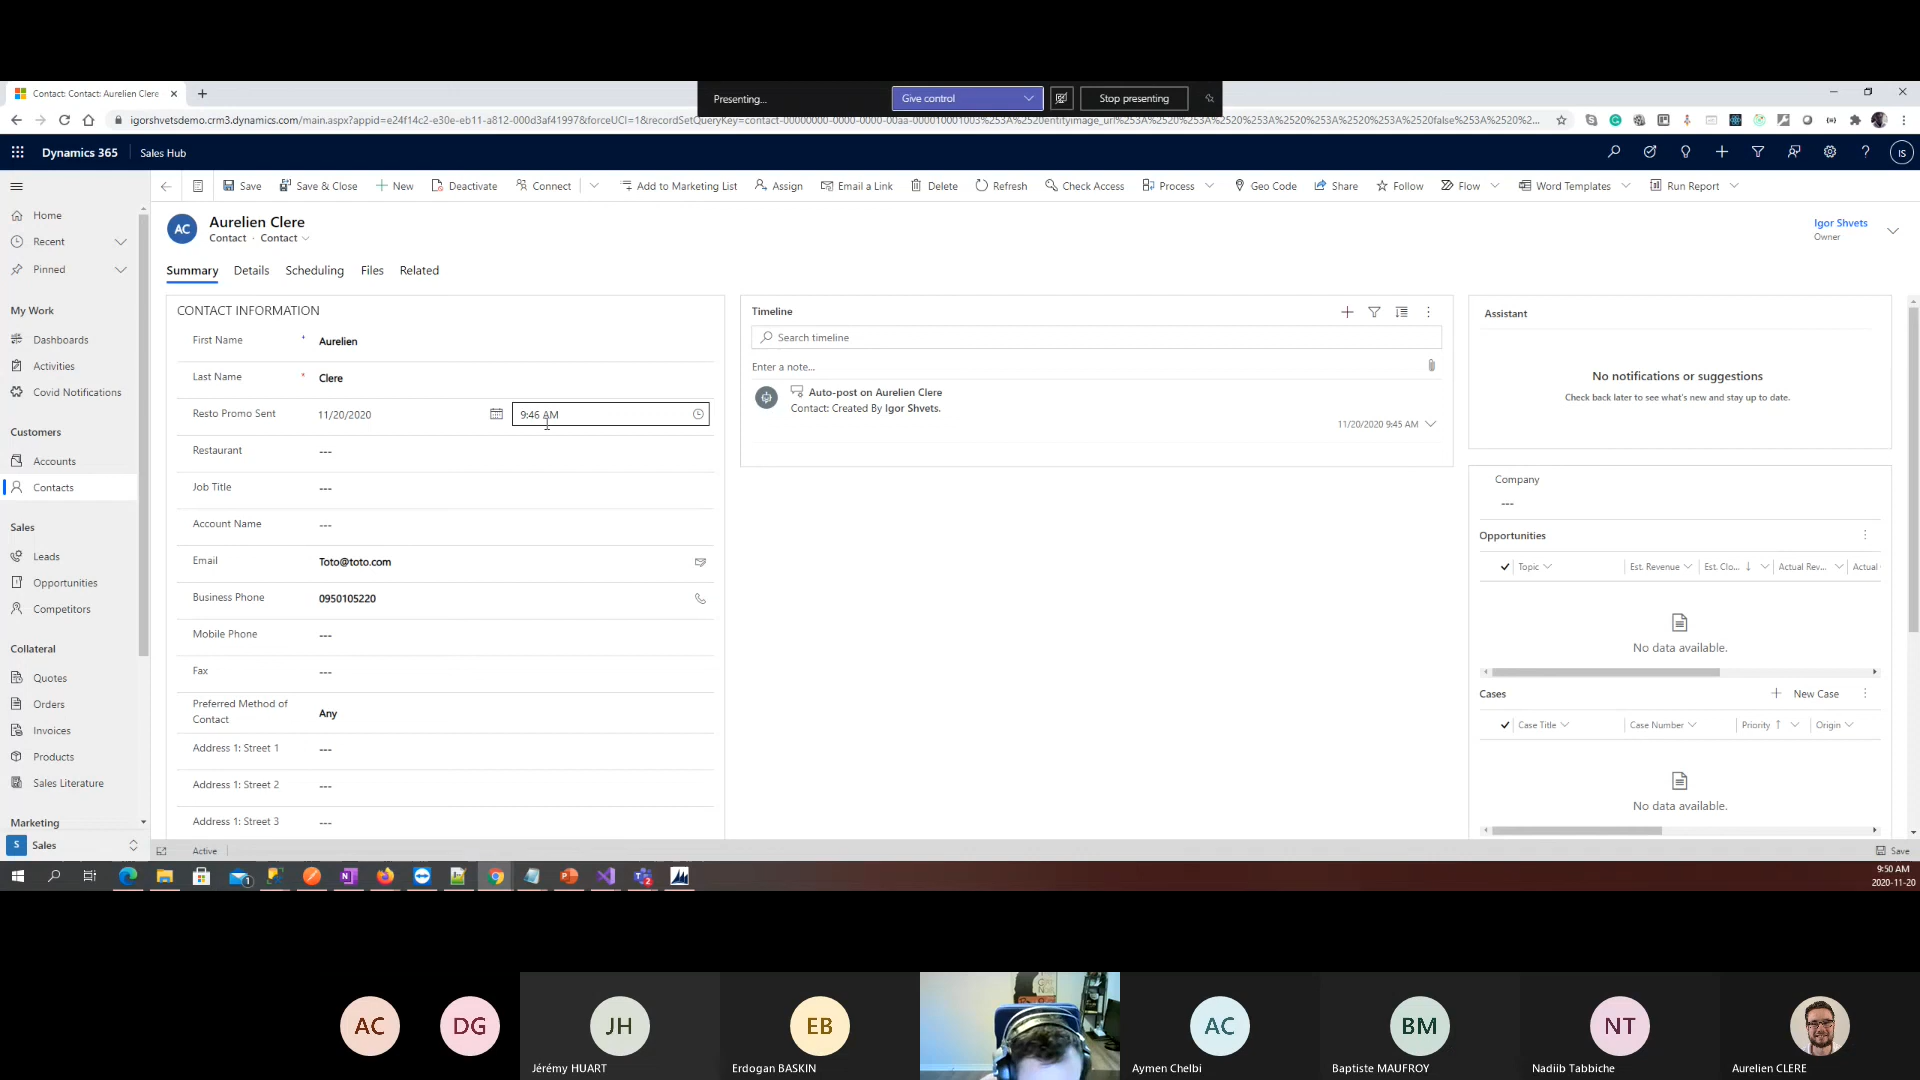 Contact: Contact: Aurelien Clere
Presenting...
Give control
Stop presenting
igorshvetsdemo.crm3.dynamics.com/main.aspx?appid=e24f14c2-e30e-eb11-a812-000d3af41997&forceUCI=1&recordSetQueryKey=contact-00000000-0000-0000-00aa-000010001003%253A%2520entityimage_url%253A%2520%253A%2520%253A%2520%253A%2520false%253A%2520%2...
Dynamics 365
Sales Hub
IS
Save
Save & Close
New
Deactivate
Connect
Add to Marketing List
Assign
Email a Link
Delete
Refresh
Check Access
Process
Geo Code
Share
Follow
Flow
Word Templates
Run Report
Home
Recent
Pinned
My Work
Dashboards
Activities
Covid Notifications
Customers
Accounts
Contacts
Sales
Leads
Opportunities
Competitors
Collateral
Quotes
Orders
Invoices
Products
Sales Literature
Marketing
S Sales
AC
Aurelien Clere
Contact · Contact
Igor Shvets
Owner
Summary
Details
Scheduling
Files
Related
CONTACT INFORMATION
First Name * Aurelien
Last Name * Clere
Resto Promo Sent 11/20/2020 9:46 AM
Restaurant ---
Job Title ---
Account Name ---
Email Toto@toto.com
Business Phone 0950105220
Mobile Phone ---
Fax ---
Preferred Method of
Contact
Any
Address 1: Street 1 ---
Address 1: Street 2 ---
Address 1: Street 3 ---
Timeline
Search timeline
Enter a note...
Auto-post on Aurelien Clere
Contact: Created By Igor Shvets.
11/20/2020 9:45 AM
Assistant
No notifications or suggestions
Check back later to see what's new and stay up to date.
Company
---
Opportunities
Topic
Est. Revenue
Est. Clo...
Actual Rev...
Actual
No data available.
Cases
New Case
Case Title
Case Number
Priority
Origin
No data available.
Active
Save
9:50 AM
2020-11-20
AC
DG
JH
Jérémy HUART
EB
Erdogan BASKIN
AC
Aymen Chelbi
BM
Baptiste MAUFROY
NT
Nadiib Tabbiche
Aurelien CLERE